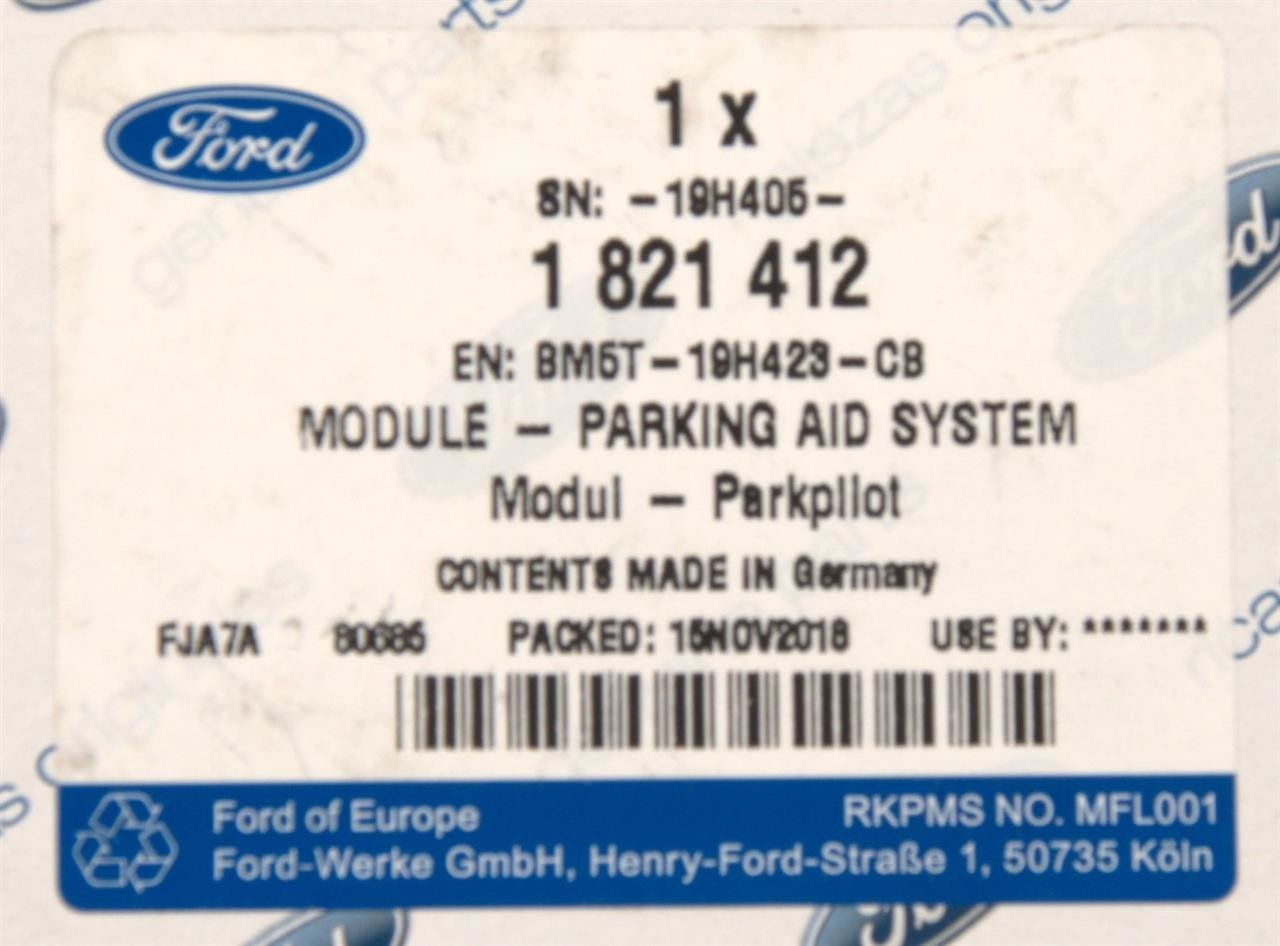 Ford
1 x
SN: -19H405-
1 821 412
EN: BM5T-19H423-CB
MODULE - PARKING AID SYSTEM
Modul - Parkpilot
CONTENTS MADE IN Germany
FJA7A 80685 PACKED: 15NOV2018 USE BY: *******
Ford of Europe RKPMS NO. MFL001
Ford-Werke GmbH, Henry-Ford-Straße 1, 50735 Köln